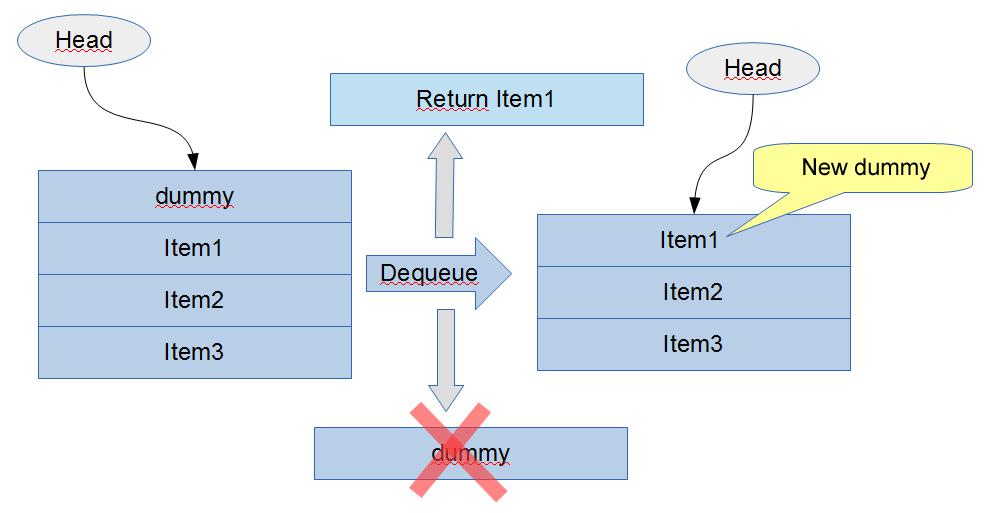 Head
dummy
Item1
Item2
Item3
Return Item1
Dequeue
dummy
Head
New dummy
Item1
Item2
Item3